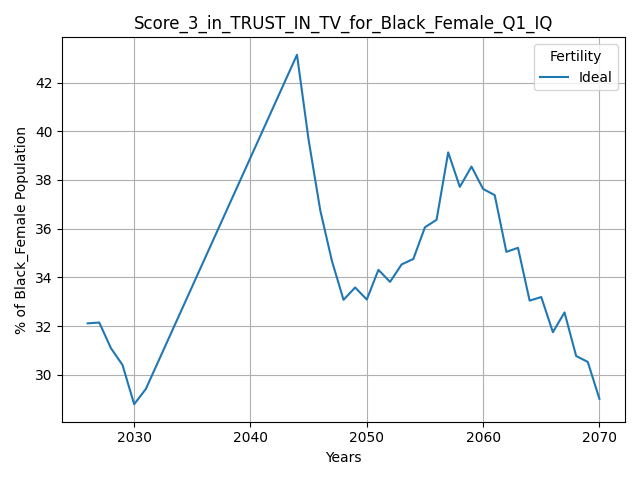 Score_3_in_TRUST_IN_TV_for_Black_Female_Q1_IQ
Fertility
Ideal
% of Black_Female Population
42
40
38
36
34
32
30
2030 2040 2050 2060 2070
Years